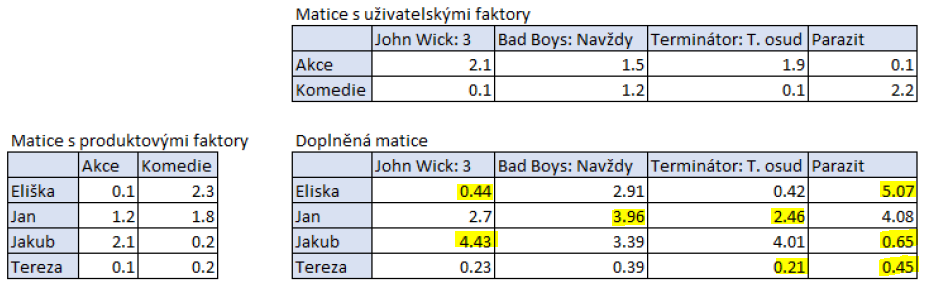 Matice s uživatelskými faktory
John Wick: 3 Bad Boys: Navždy Terminátor: T. osud Parazit
Akce 2.1 1.5 1.9 0.1
Komedie 0.1 1.2 0.1 2.2
Matice s produktovými faktory
Akce Komedie
Eliška 0.1 2.3
Jan 1.2 1.8
Jakub 2.1 0.2
Tereza 0.1 0.2
Doplněná matice
John Wick: 3 Bad Boys: Navždy Terminátor: T. osud Parazit
Eliska 0.44 2.91 0.42 5.07
Jan 2.7 3.96 2.46 4.08
Jakub 4.43 3.39 4.01 0.65
Tereza 0.23 0.39 0.21 0.45